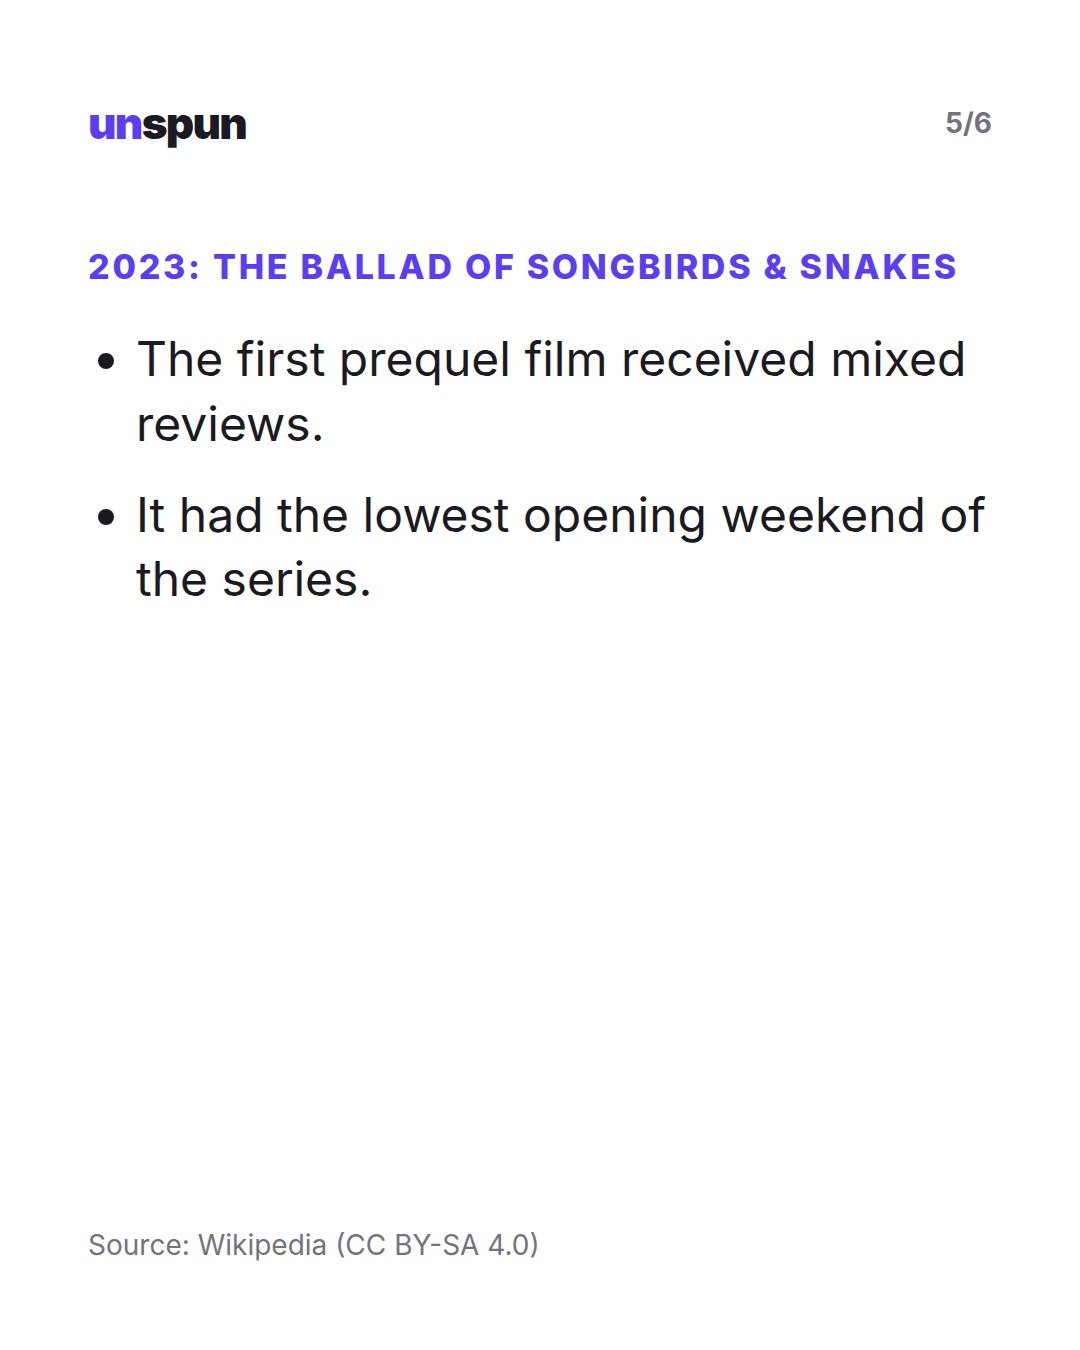 unspun
5/6
2023: THE BALLAD OF SONGBIRDS & SNAKES
• The first prequel film received mixed
reviews.
• It had the lowest opening weekend of
the series.
Source: Wikipedia (CC BY-SA 4.0)